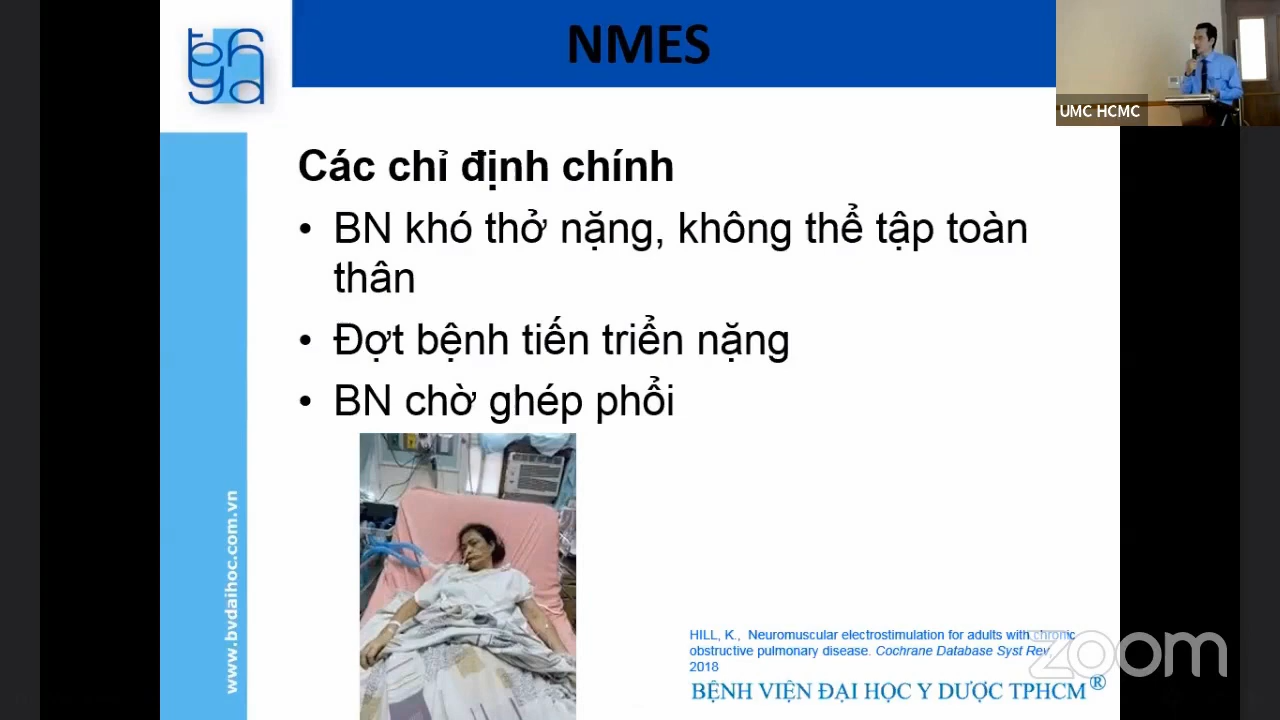 NMES
UMC HCMC
Các chỉ định chính
• BN khó thở nặng, không thể tập toàn
thân
• Đợt bệnh tiến triển nặng
• BN chờ ghép phổi
www.bvdaihoc.com.vn
HILL, K., Neuromuscular electrostimulation for adults with chronic
obstructive pulmonary disease. Cochrane Database Syst Rev,
2018
zoom
BỆNH VIỆN ĐẠI HỌC Y DƯỢC TPHCM®